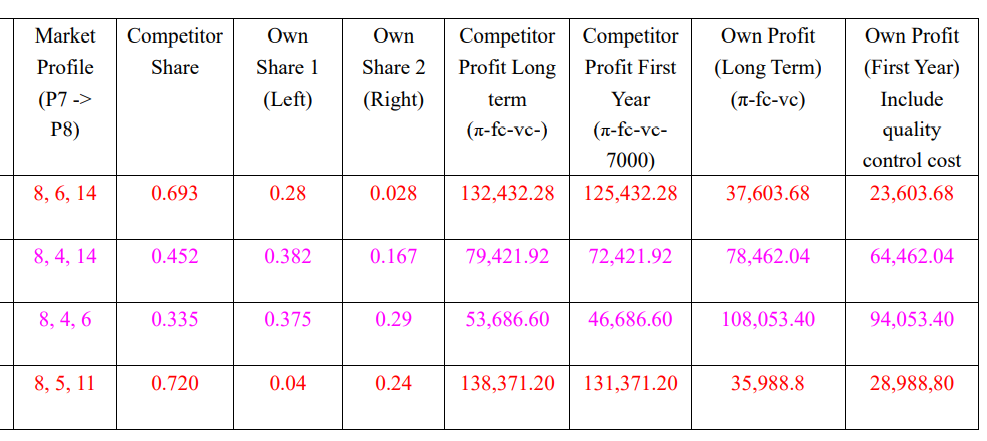 Market Profile (P7 -> P8) Competitor Share Own Share 1 (Left) Own Share 2 (Right) Competitor Profit Long term (π-fc-vc-) Competitor Profit First Year (π-fc-vc-7000) Own Profit (Long Term) (π-fc-vc) Own Profit (First Year) Include quality control cost
8, 6, 14 0.693 0.28 0.028 132,432.28 125,432.28 37,603.68 23,603.68
8, 4, 14 0.452 0.382 0.167 79,421.92 72,421.92 78,462.04 64,462.04
8, 4, 6 0.335 0.375 0.29 53,686.60 46,686.60 108,053.40 94,053.40
8, 5, 11 0.720 0.04 0.24 138,371.20 131,371.20 35,988.8 28,988,80